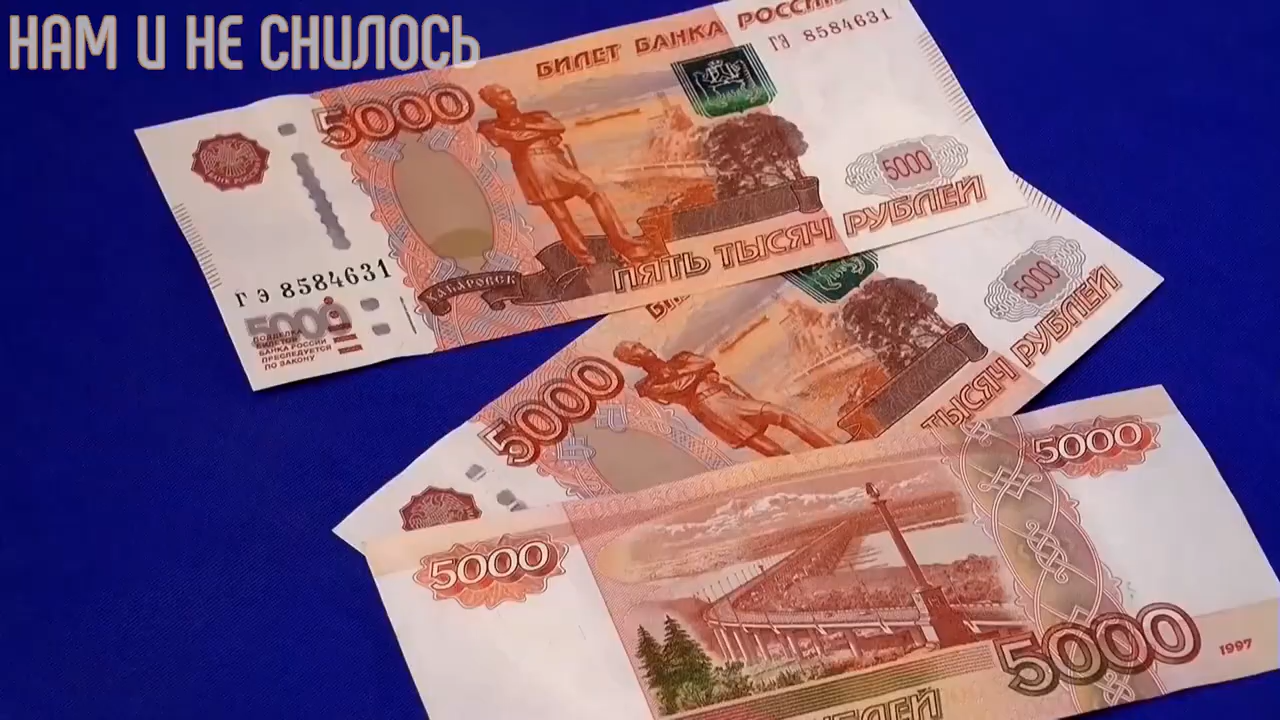 НАМ И НЕ СНИЛОСЬ
БИЛЕТ БАНКА РОССИИ
ГЭ 8584631
5000
5000
ПЯТЬ ТЫСЯЧ РУБЛЕЙ
ХАБАРОВСК
ГЭ 8584631
5000
ПОДДЕЛКА
БИЛЕТОВ
БАНКА РОССИИ
ПРЕСЛЕДУЕТСЯ
ПО ЗАКОНУ
5000
5000
ТЫСЯЧ РУБЛЕЙ
5000
5000
5000
1997